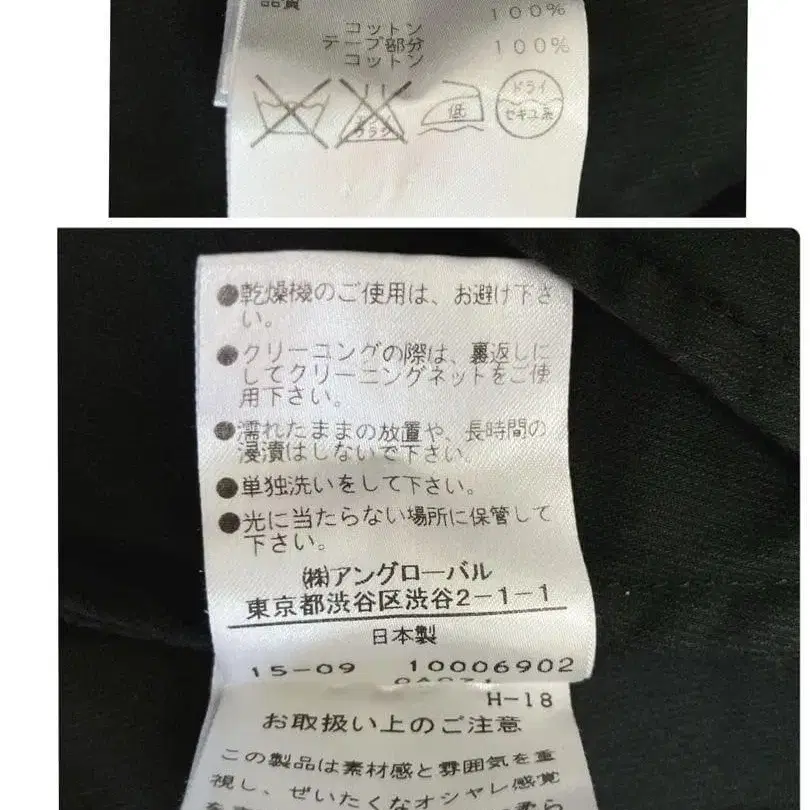 品質
100%
コットン
テープ部分 100%
コットン
低
ドライ
セキユ系
●乾燥機のご使用は、お避け下さ
い。
●クリーニングの際は、裏返しに
してクリーニングネットをご使
用下さい。
●濡れたままの放置や、長時間の
浸漬はしないで下さい。
●単独洗いをして下さい。
●光に当たらない場所に保管して
下さい。
㈱アングローバル
東京都渋谷区渋谷2-1-1
日本製
15-09 10006902
H-18
お取扱い上のご注意
この製品は素材感と雰囲気を重
視し、ぜいたくなオシャレ感覚